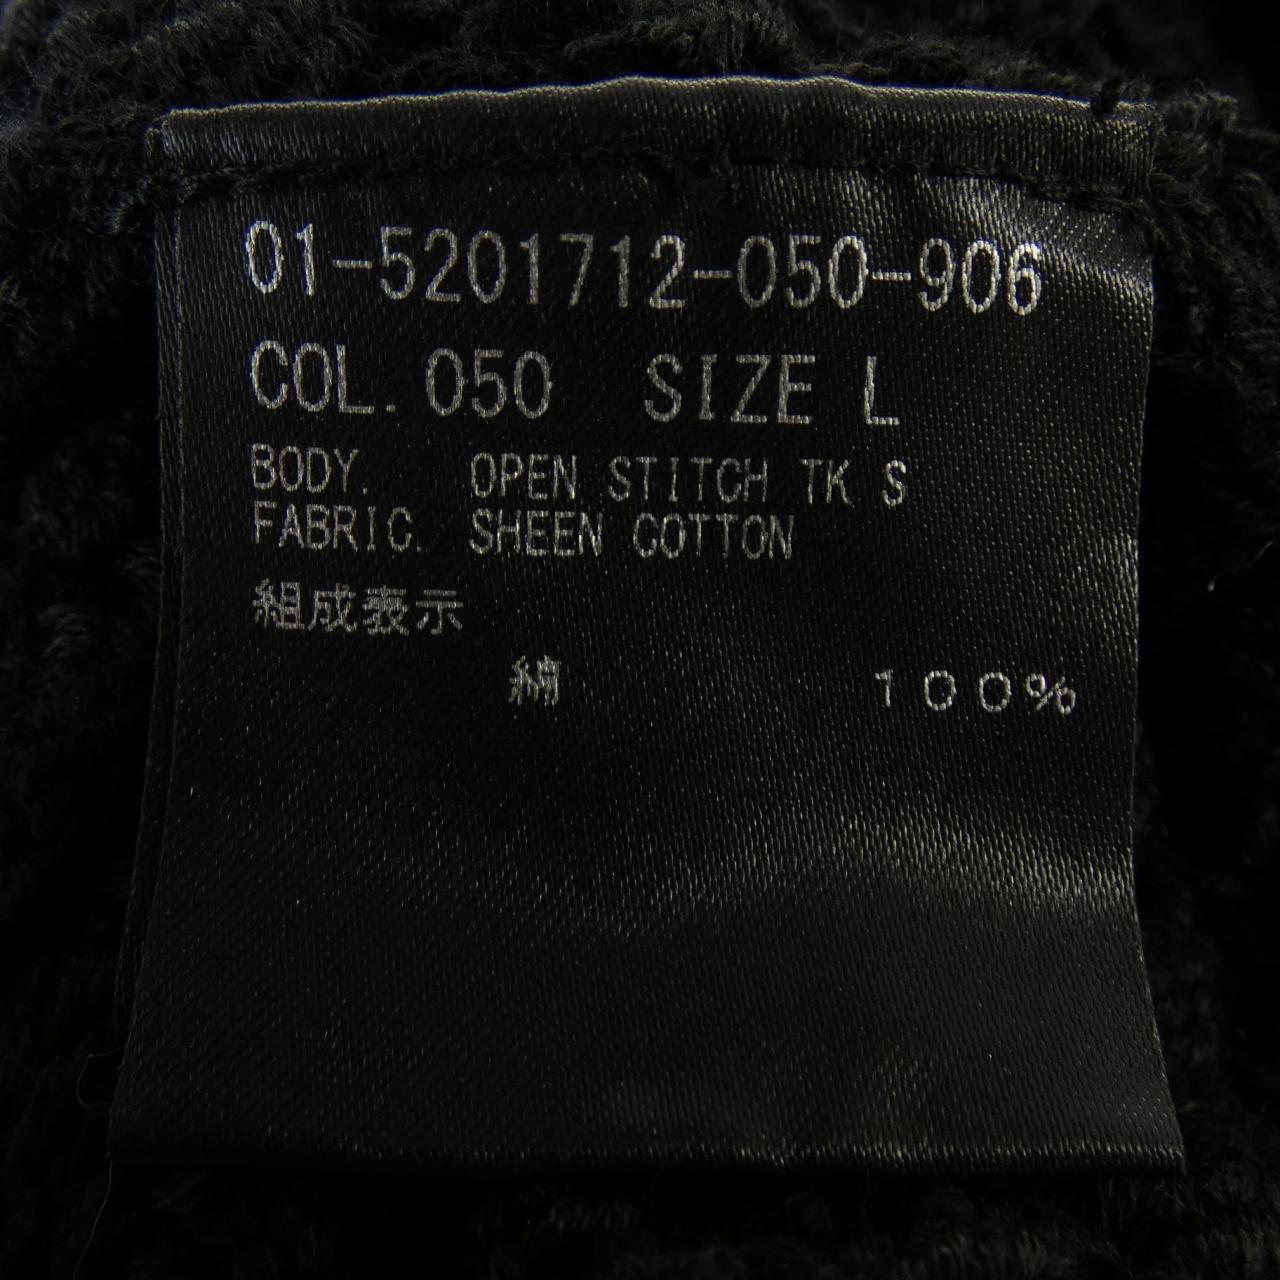 01-5201712-050-906
COL. 050 SIZE L
BODY. OPEN STITCH TK S
FABRIC. SHEEN COTTON
組成表示
綿 100%